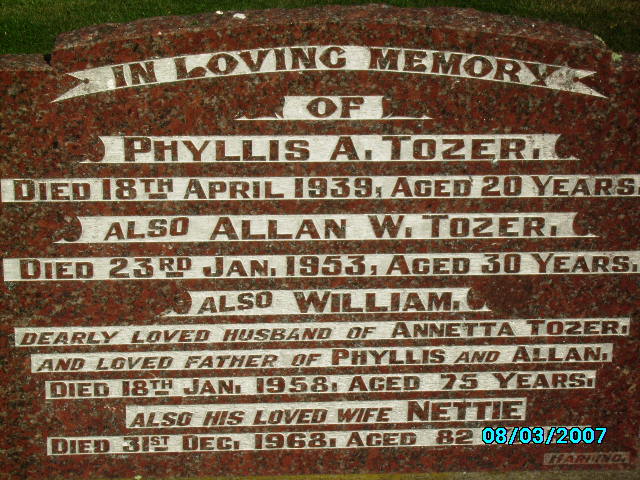 IN LOVING MEMORY
OF
PHYLLIS A. TOZER.
DIED 18TH APRIL 1939, AGED 20 YEARS
ALSO ALLAN W. TOZER.
DIED 23RD JAN. 1953, AGED 30 YEARS.
ALSO WILLIAM.
DEARLY LOVED HUSBAND OF ANNETTA TOZER.
AND LOVED FATHER OF PHYLLIS AND ALLAN.
DIED 18TH JAN. 1958. AGED 75 YEARS.
ALSO HIS LOVED WIFE NETTIE
DIED 31ST DEC. 1968. AGED 82
08/03/2007